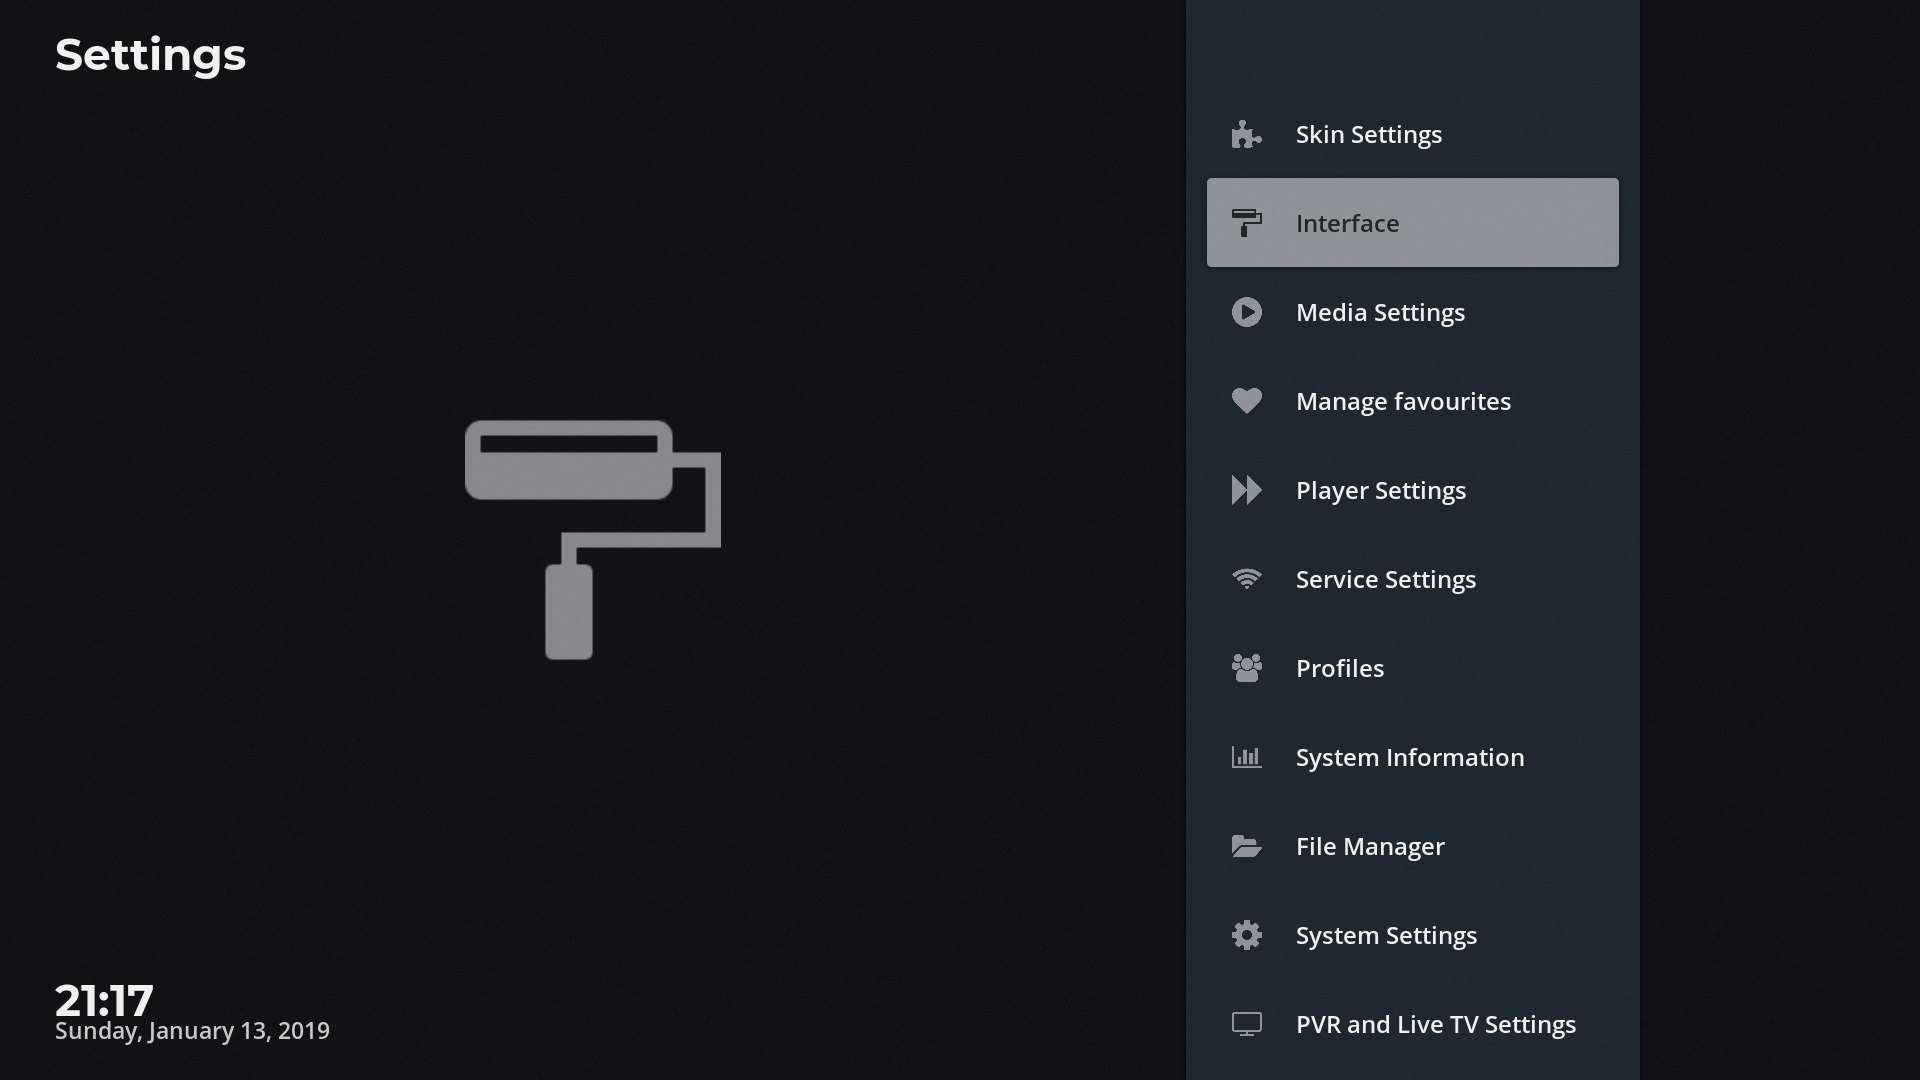 Settings
Skin Settings
Interface
Media Settings
Manage favourites
Player Settings
Service Settings
Profiles
System Information
File Manager
System Settings
PVR and Live TV Settings
21:17
Sunday, January 13, 2019